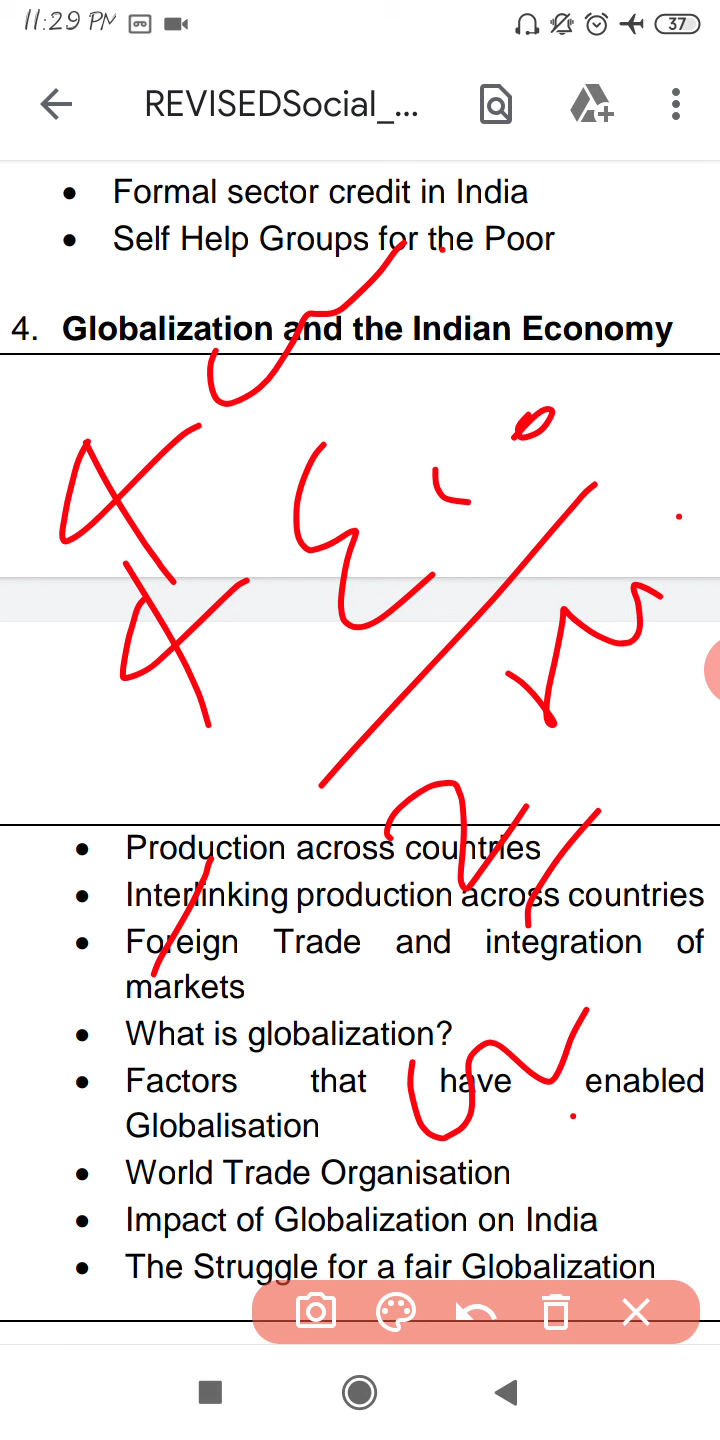 11:29 PM 37
REVISEDSocial_...
• Formal sector credit in India
• Self Help Groups for the Poor
4. Globalization and the Indian Economy
• Production across countries
• Interlinking production across countries
• Foreign Trade and integration of
markets
• What is globalization?
• Factors that have enabled
Globalisation
• World Trade Organisation
• Impact of Globalization on India
• The Struggle for a fair Globalization